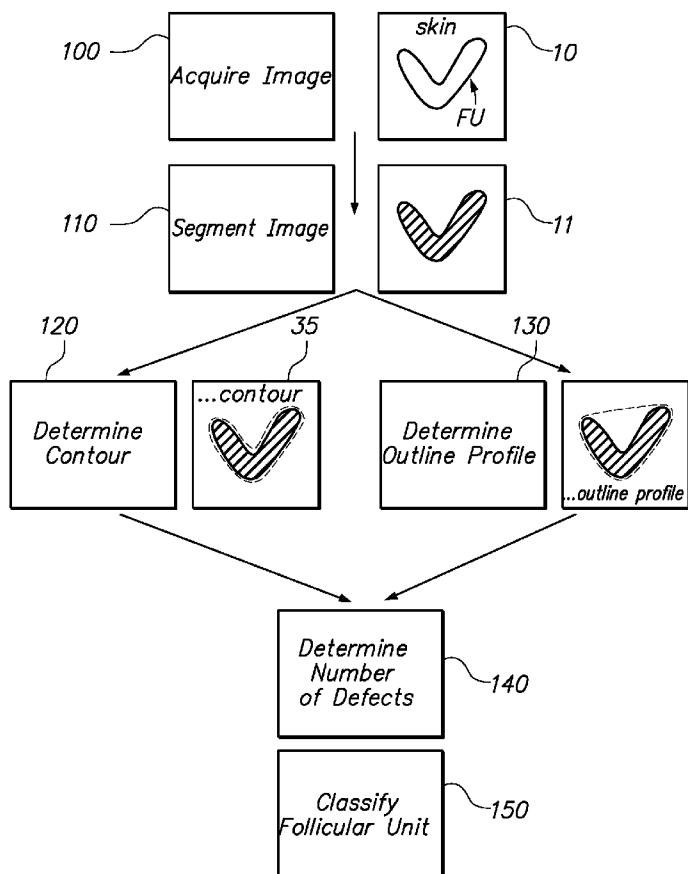 100
Acquire Image
skin
FU
10
110
Segment Image
11
120
Determine
Contour
35
...contour
130
Determine
Outline Profile
...outline profile
Determine
Number
of Defects
140
Classify
Follicular Unit
150